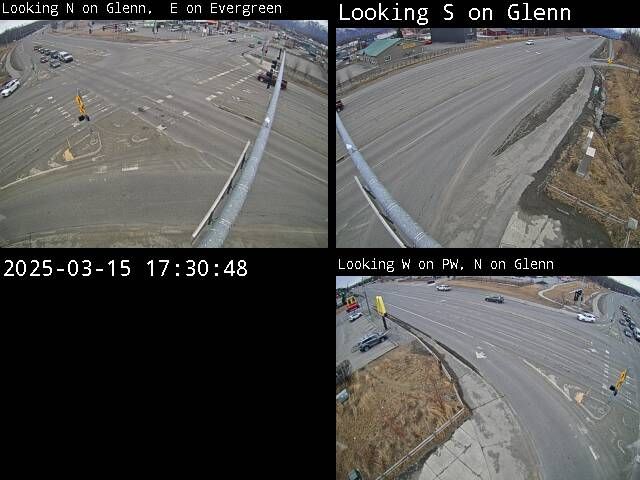 Looking N on Glenn, E on Evergreen
Looking S on Glenn
2025-03-15 17:30:48
Looking W on PW, N on Glenn